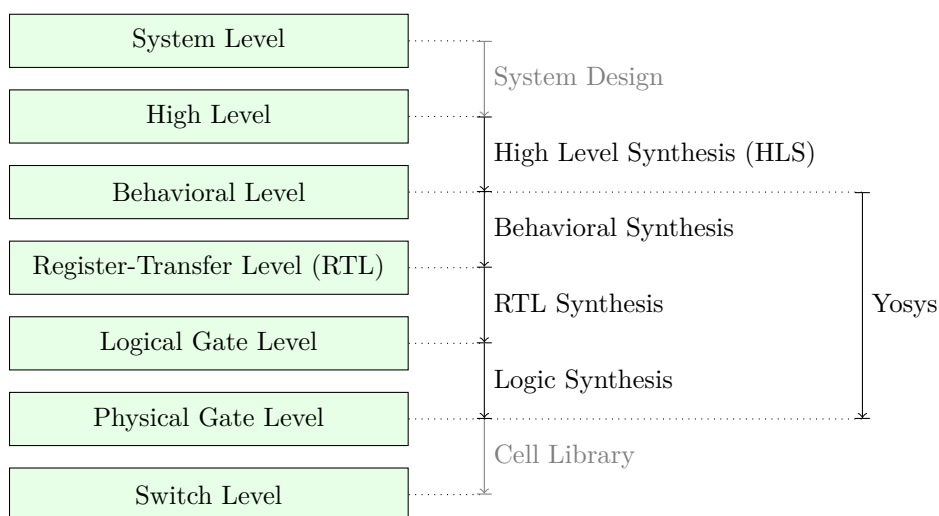 System Level
System Design
High Level
High Level Synthesis (HLS)
Behavioral Level
Behavioral Synthesis
Register-Transfer Level (RTL)
RTL Synthesis
Yosys
Logical Gate Level
Logic Synthesis
Physical Gate Level
Cell Library
Switch Level